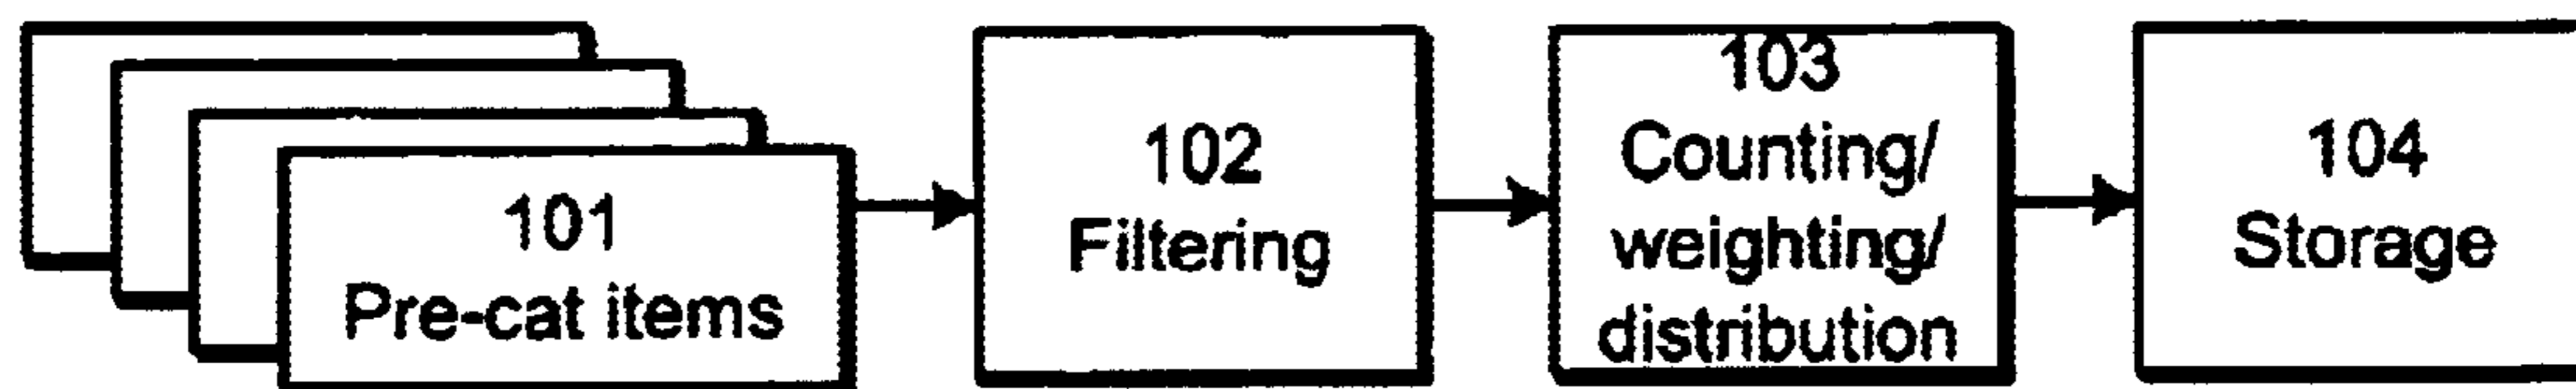 101
Pre-cat items
102
Filtering
103
Counting/
weighting/
distribution
104
Storage